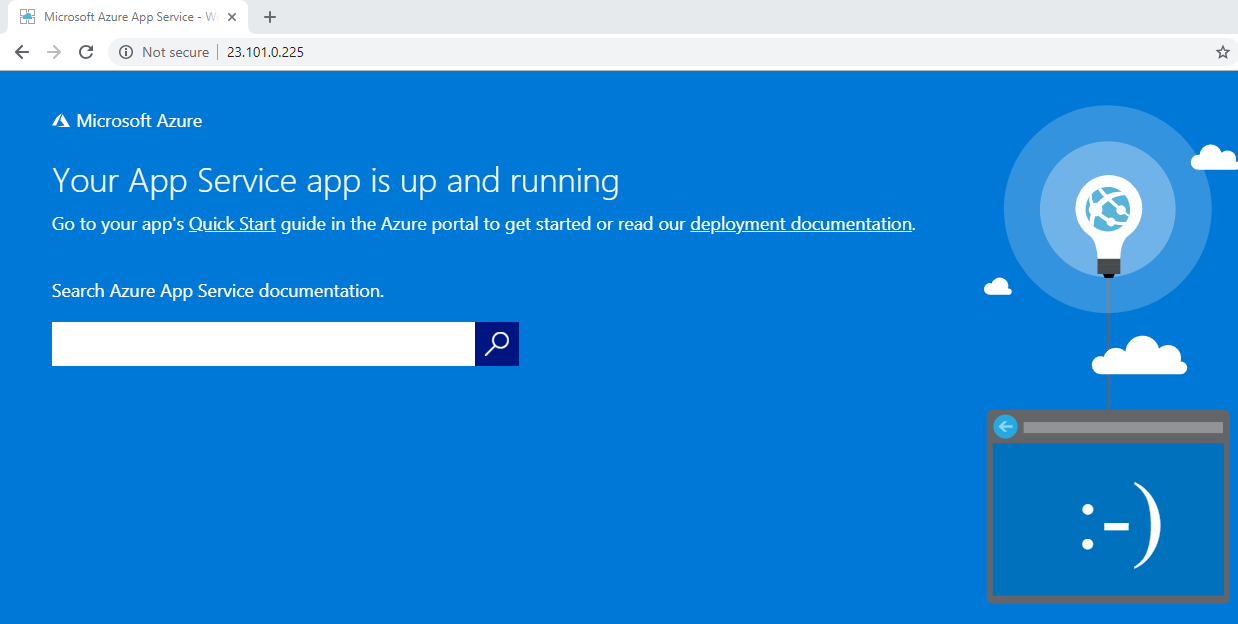 Microsoft Azure App Service - W
Not secure
23.101.0.225
Microsoft Azure
Your App Service app is up and running
Go to your app's Quick Start guide in the Azure portal to get started or read our deployment documentation.
Search Azure App Service documentation.
:-)